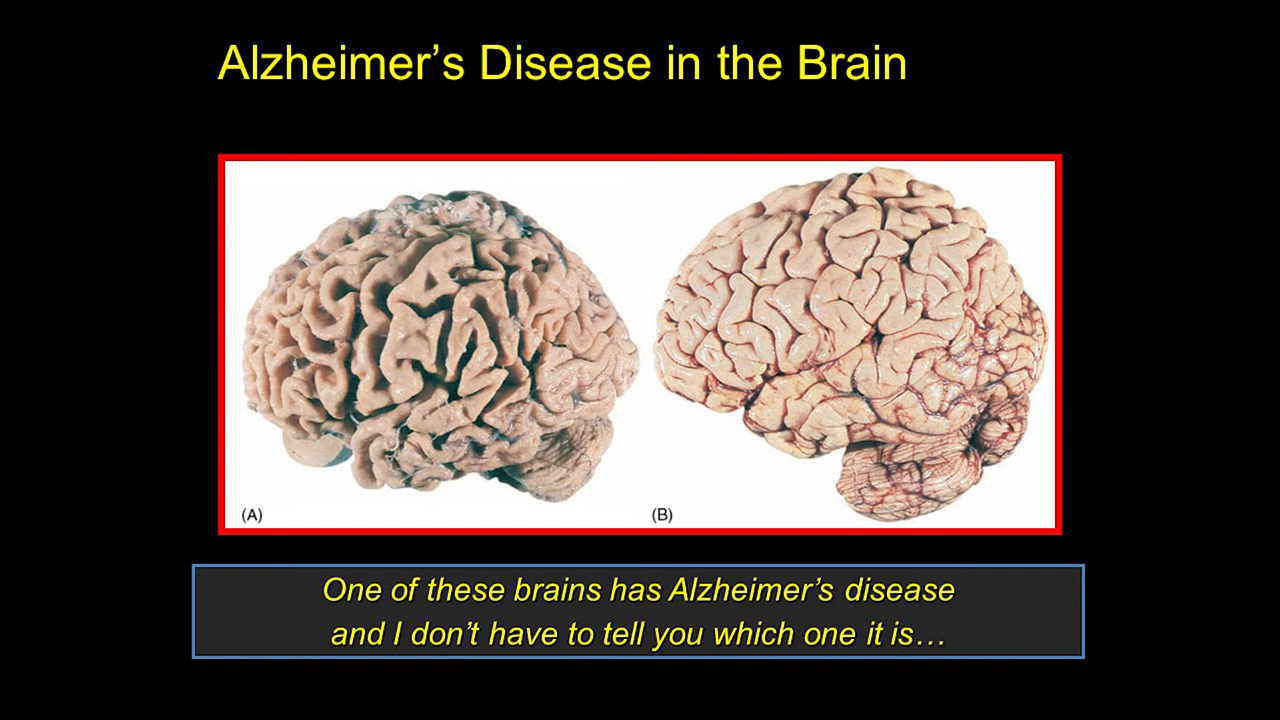 Alzheimer’s Disease in the Brain
(A)
(B)
One of these brains has Alzheimer’s disease
and I don’t have to tell you which one it is…